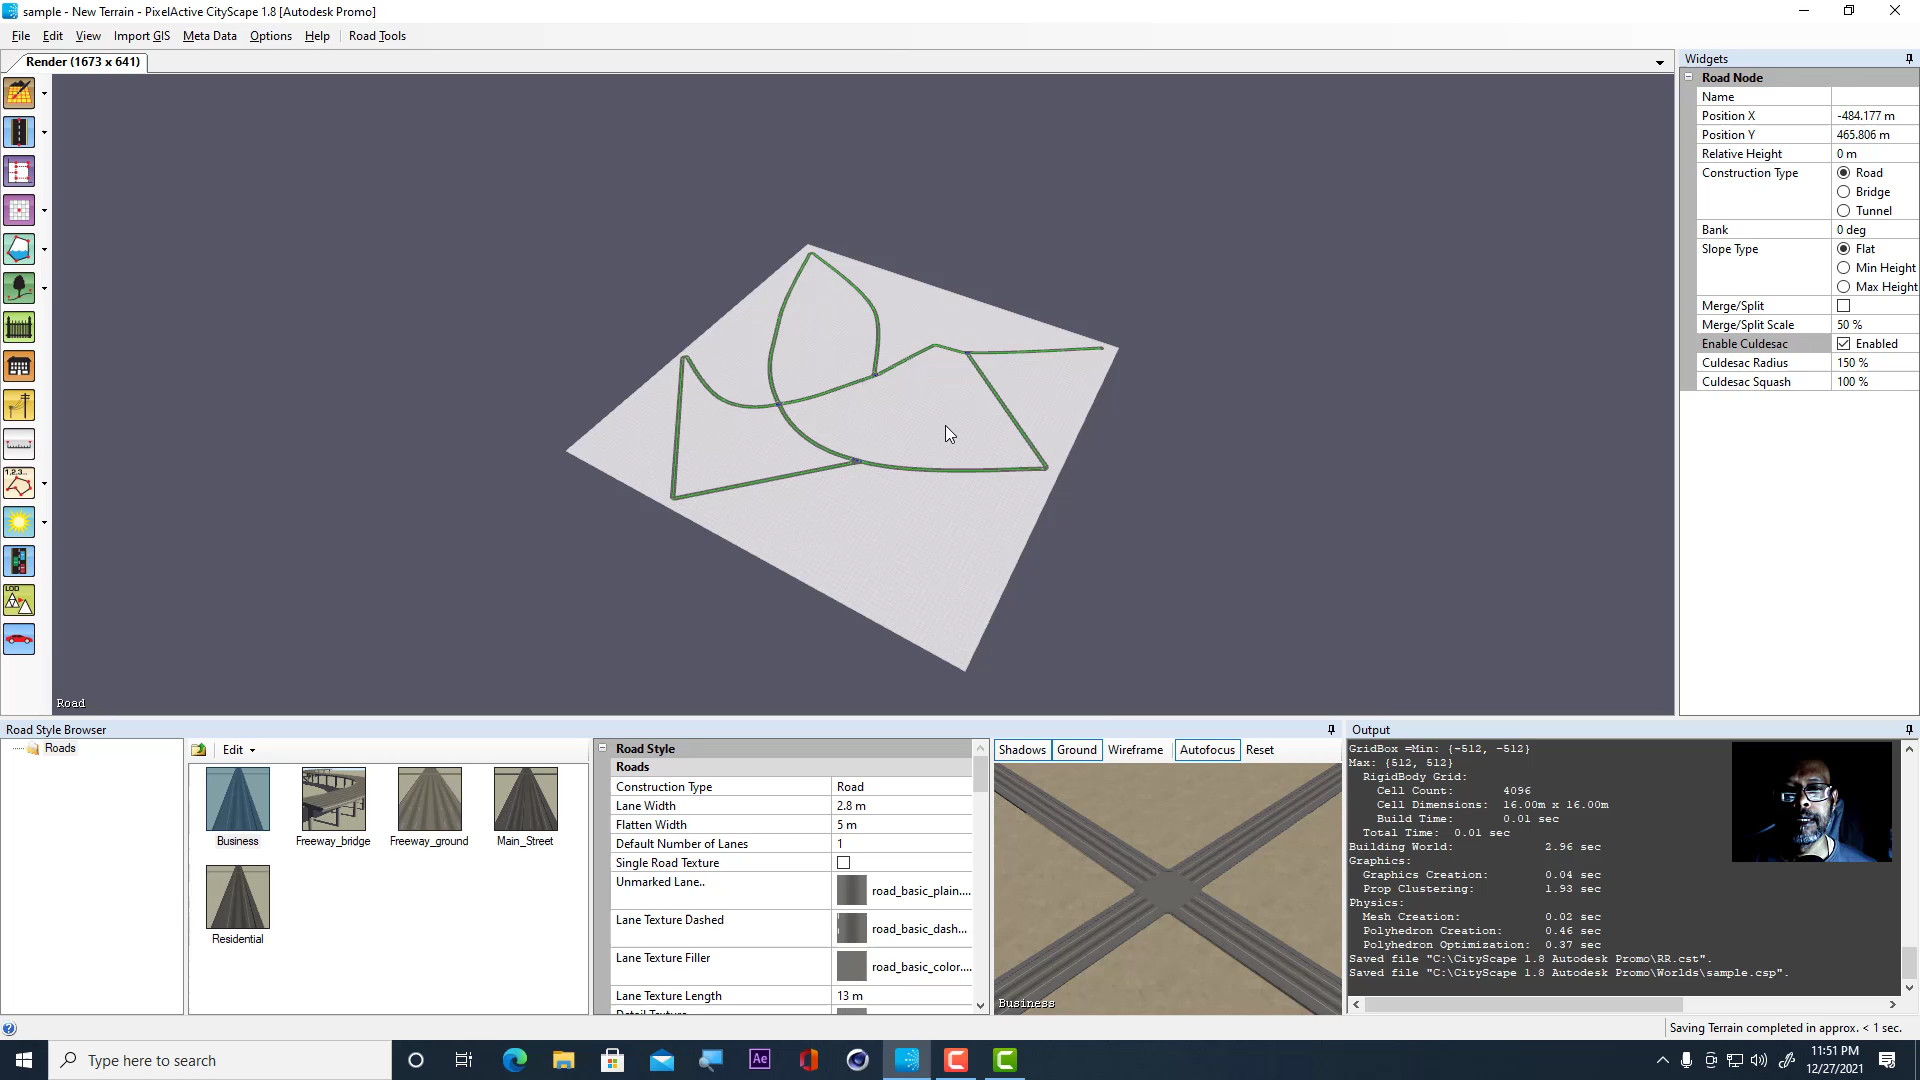 sample - New Terrain - PixelActive CityScape 1.8 [Autodesk Promo]
File Edit View Import GIS Meta Data Options Help Road Tools
Render (1673 x 641)
Road
Widgets
Road Node
Name
Position X -484.177 m
Position Y 465.806 m
Relative Height 0 m
Construction Type Road
Bridge
Tunnel
Bank 0 deg
Slope Type Flat
Min Height
Max Height
Merge/Split
Merge/Split Scale 50 %
Enable Culdesac Enabled
Culdesac Radius 150 %
Culdesac Squash 100 %
1,2,3...
LOD
Road Style Browser
Roads
Edit
Business
Freeway_bridge
Freeway_ground
Main_Street
Residential
Road Style
Roads
Construction Type Road
Lane Width 2.8 m
Flatten Width 5 m
Default Number of Lanes 1
Single Road Texture
Unmarked Lane.. road_basic_plain....
Lane Texture Dashed road_basic_dash...
Lane Texture Filler road_basic_color....
Lane Texture Length 13 m
Detail Texture
Shadows Ground Wireframe Autofocus Reset
Business
Output
GridBox =Min: {-512, -512}
Max: {512, 512}
RigidBody Grid:
Cell Count: 4096
Cell Dimensions: 16.00m x 16.00m
Build Time: 0.01 sec
Total Time: 0.01 sec
Building World: 2.96 sec
Graphics:
Graphics Creation: 0.04 sec
Prop Clustering: 1.93 sec
Physics:
Mesh Creation: 0.02 sec
Polyhedron Creation: 0.46 sec
Polyhedron Optimization: 0.37 sec
Saved file "C:\CityScape 1.8 Autodesk Promo\RR.cst".
Saved file "C:\CityScape 1.8 Autodesk Promo\Worlds\sample.csp".
Saving Terrain completed in approx. < 1 sec.
Type here to search
Ae
11:51 PM
12/27/2021